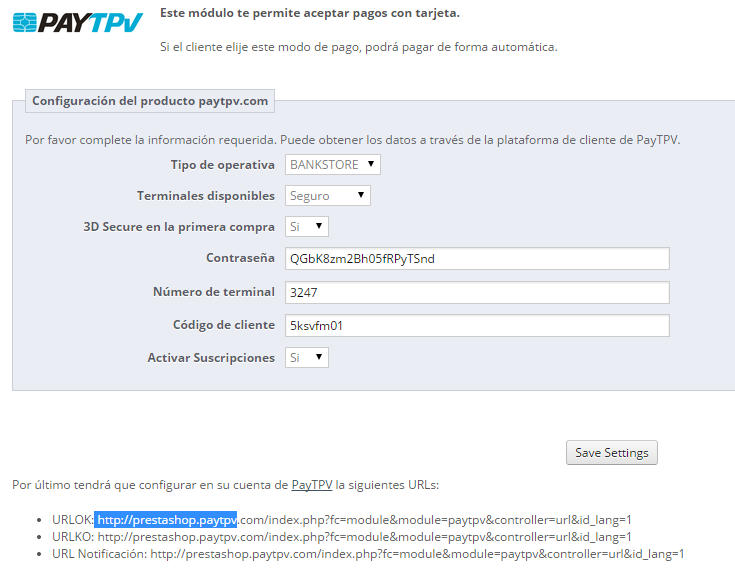 PAYTPV
Este módulo te permite aceptar pagos con tarjeta.
Si el cliente elije este modo de pago, podrá pagar de forma automática.
Configuración del producto paytpv.com
Por favor complete la información requerida. Puede obtener los datos a través de la plataforma de cliente de PayTPV.
Tipo de operativa BANKSTORE
Terminales disponibles Seguro
3D Secure en la primera compra Si
Contraseña QGbK8zm2Bh05fRPyTSnd
Número de terminal 3247
Código de cliente 5ksvfm01
Activar Suscripciones Si
Save Settings
Por último tendrá que configurar en su cuenta de PayTPV la siguientes URLs:
• URLOK: http://prestashop.paytpv.com/index.php?fc=module&module=paytpv&controller=url&id_lang=1
• URLKO: http://prestashop.paytpv.com/index.php?fc=module&module=paytpv&controller=url&id_lang=1
• URL Notificación: http://prestashop.paytpv.com/index.php?fc=module&module=paytpv&controller=url&id_lang=1